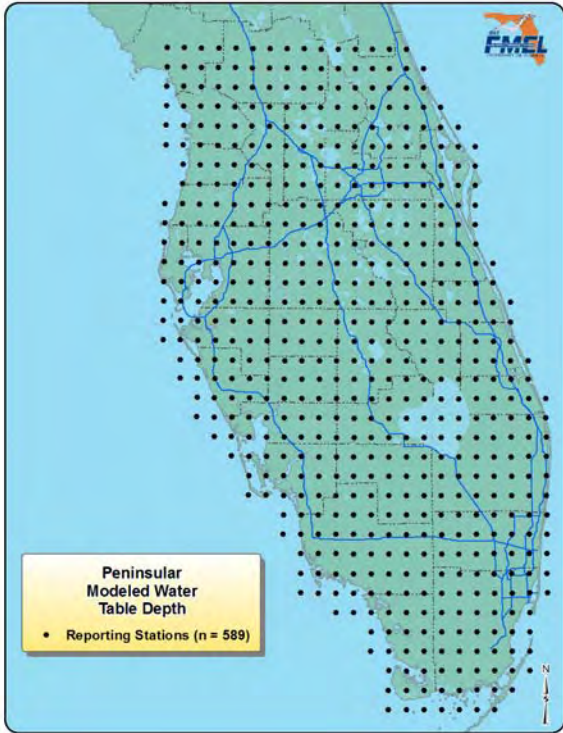 FMEL
Peninsular
Modeled Water
Table Depth
Reporting Stations (n = 589)
N